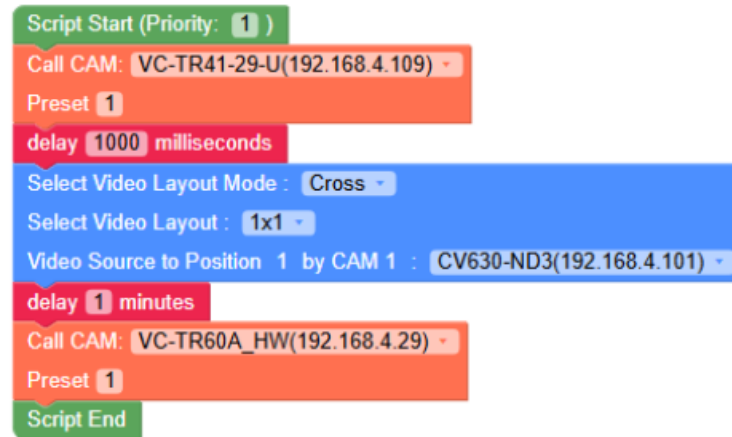 Script Start (Priority: 1 )
Call CAM: VC-TR41-29-U(192.168.4.109)
Preset 1
delay 1000 milliseconds
Select Video Layout Mode : Cross
Select Video Layout : 1x1
Video Source to Position 1 by CAM 1 : CV630-ND3(192.168.4.101)
delay 1 minutes
Call CAM: VC-TR60A_HW(192.168.4.29)
Preset 1
Script End